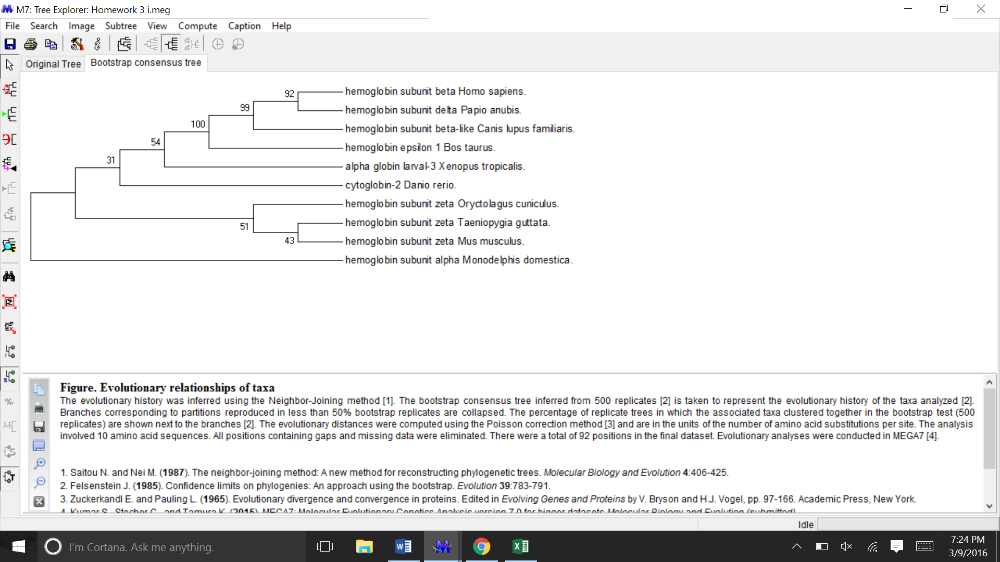 M7: Tree Explorer: Homework 3 i.meg
File Search Image Subtree View Compute Caption Help
Original Tree Bootstrap consensus tree
92 hemoglobin subunit beta Homo sapiens.
99 hemoglobin subunit delta Papio anubis.
100 hemoglobin subunit beta-like Canis lupus familiaris.
54 hemoglobin epsilon 1 Bos taurus.
31 alpha globin larval-3 Xenopus tropicalis.
cytoglobin-2 Danio rerio.
hemoglobin subunit zeta Oryctolagus cuniculus.
51 hemoglobin subunit zeta Taeniopygia guttata.
43 hemoglobin subunit zeta Mus musculus.
hemoglobin subunit alpha Monodelphis domestica.
%
1.1
Figure. Evolutionary relationships of taxa
The evolutionary history was inferred using the Neighbor-Joining method [1]. The bootstrap consensus tree inferred from 500 replicates [2] is taken to represent the evolutionary history of the taxa analyzed [2].
Branches corresponding to partitions reproduced in less than 50% bootstrap replicates are collapsed. The percentage of replicate trees in which the associated taxa clustered together in the bootstrap test (500
replicates) are shown next to the branches [2]. The evolutionary distances were computed using the Poisson correction method [3] and are in the units of the number of amino acid substitutions per site. The analysis
involved 10 amino acid sequences. All positions containing gaps and missing data were eliminated. There were a total of 92 positions in the final dataset. Evolutionary analyses were conducted in MEGA7 [4].
1. Saitou N. and Nei M. (1987). The neighbor-joining method: A new method for reconstructing phylogenetic trees. Molecular Biology and Evolution 4:406-425.
2. Felsenstein J. (1985). Confidence limits on phylogenies: An approach using the bootstrap. Evolution 39:783-791.
3. Zuckerkandl E. and Pauling L. (1965). Evolutionary divergence and convergence in proteins. Edited in Evolving Genes and Proteins by V. Bryson and H.J. Vogel, pp. 97-166. Academic Press, New York.
4. Kumar S., Stecher G., and Tamura K. (2015). MEGA7: Molecular Evolutionary Genetics Analysis version 7.0 for bigger datasets. Molecular Biology and Evolution (submitted).
Idle
I'm Cortana. Ask me anything.
7:24 PM
3/9/2016